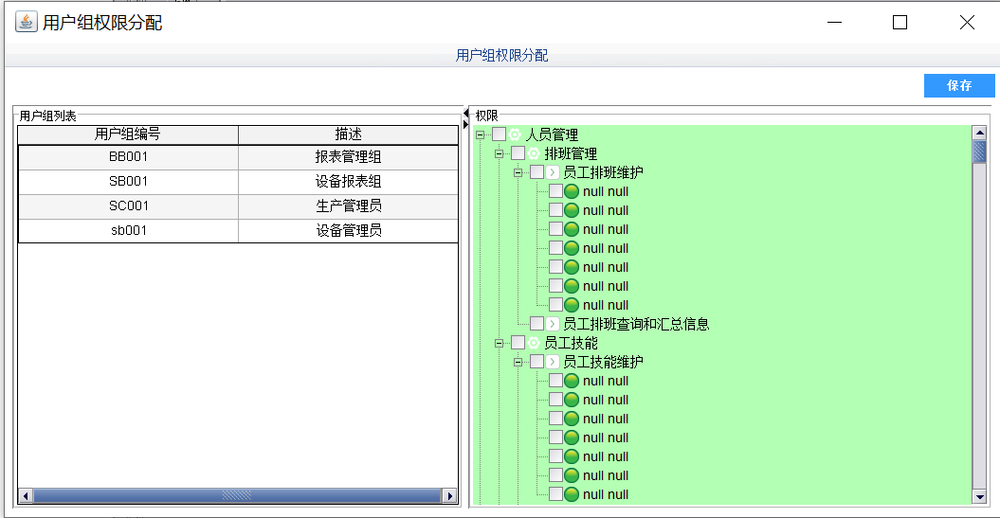 用户组权限分配
用户组权限分配
保存
用户组列表
用户组编号 描述
BB001 报表管理组
SB001 设备报表组
SC001 生产管理员
sb001 设备管理员
权限
人员管理
排班管理
员工排班维护
null null
null null
null null
null null
null null
null null
null null
员工排班查询和汇总信息
员工技能
员工技能维护
null null
null null
null null
null null
null null
null null
null null